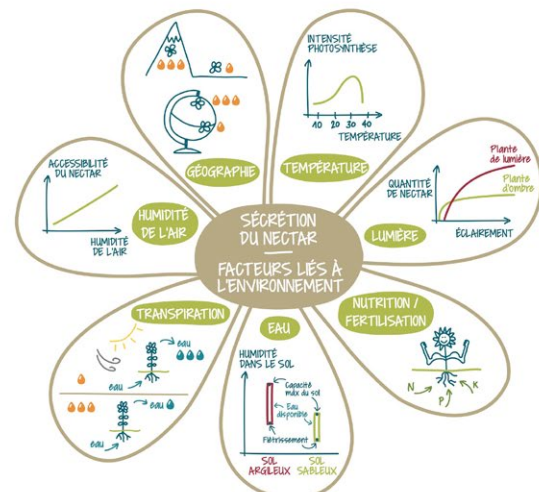 SÉCRÉTION
DU NECTAR
FACTEURS LIÉS À
L'ENVIRONNEMENT
GÉOGRAPHIE
INTENSITÉ
PHOTOSYNTHÈSE
10 20 30 40
TEMPÉRATURE
TEMPÉRATURE
Plante
de lumière
Plante
d'ombre
QUANTITÉ
DE NECTAR
ÉCLAIREMENT
LUMIÈRE
NUTRITION /
FERTILISATION
N
P
K
EAU
HUMIDITÉ
DANS LE SOL
Capacité
max du sol
Eau
disponible
Flétrissement
SOL
ARGILEUX
SOL
SABLEUX
TRANSPIRATION
eau
eau
eau
eau
ACCESSIBILITÉ
DU NECTAR
HUMIDITÉ
DE L'AIR
HUMIDITÉ
DE L'AIR